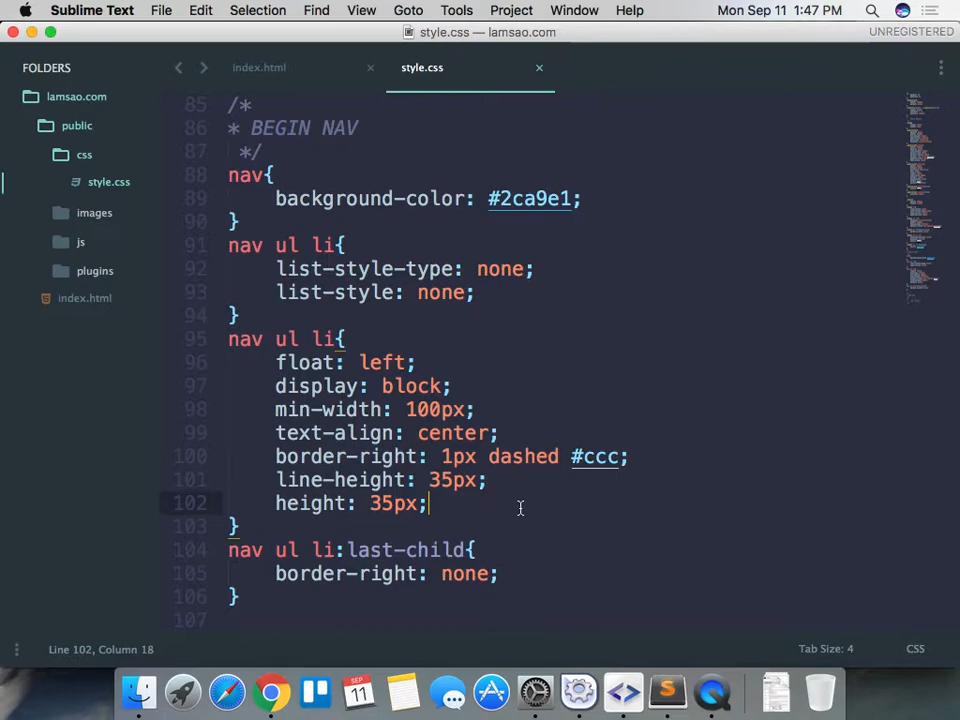 Sublime Text File Edit Selection Find Goto Tools Project Window Help Mon Sep 11 1:47 PM
style.css — lamsao.com UNREGISTERED
FOLDERS
lamsao.com
public
css
style.css
images
js
plugins
index.html
index.html × style.css ×
85 /*
86 * BEGIN NAV
87 */
88 nav{
89 background-color: #2ca9e1;
90 }
91 nav ul li{
92 list-style-type: none;
93 list-style: none;
94 }
95 nav ul li{
96 float: left;
97 display: block;
98 min-width: 100px;
99 text-align: center;
100 border-right: 1px dashed #ccc;
101 line-height: 35px;
102 height: 35px;
103 }
104 nav ul li:last-child{
105 border-right: none;
106 }
107
Line 102, Column 18 Tab Size: 4 CSS
SEP
11